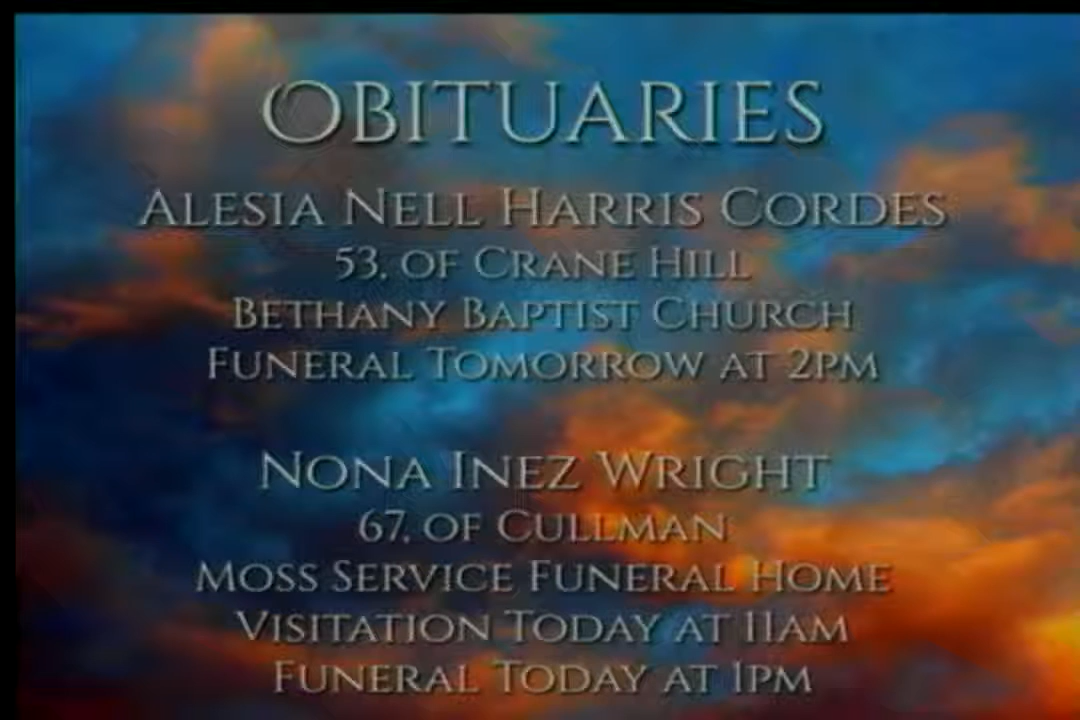 OBITUARIES
ALESIA NELL HARRIS CORDES
53, OF CRANE HILL
BETHANY BAPTIST CHURCH
FUNERAL TOMORROW AT 2PM
NONA INEZ WRIGHT
67, OF CULLMAN
MOSS SERVICE FUNERAL HOME
VISITATION TODAY AT 11AM
FUNERAL TODAY AT 1PM